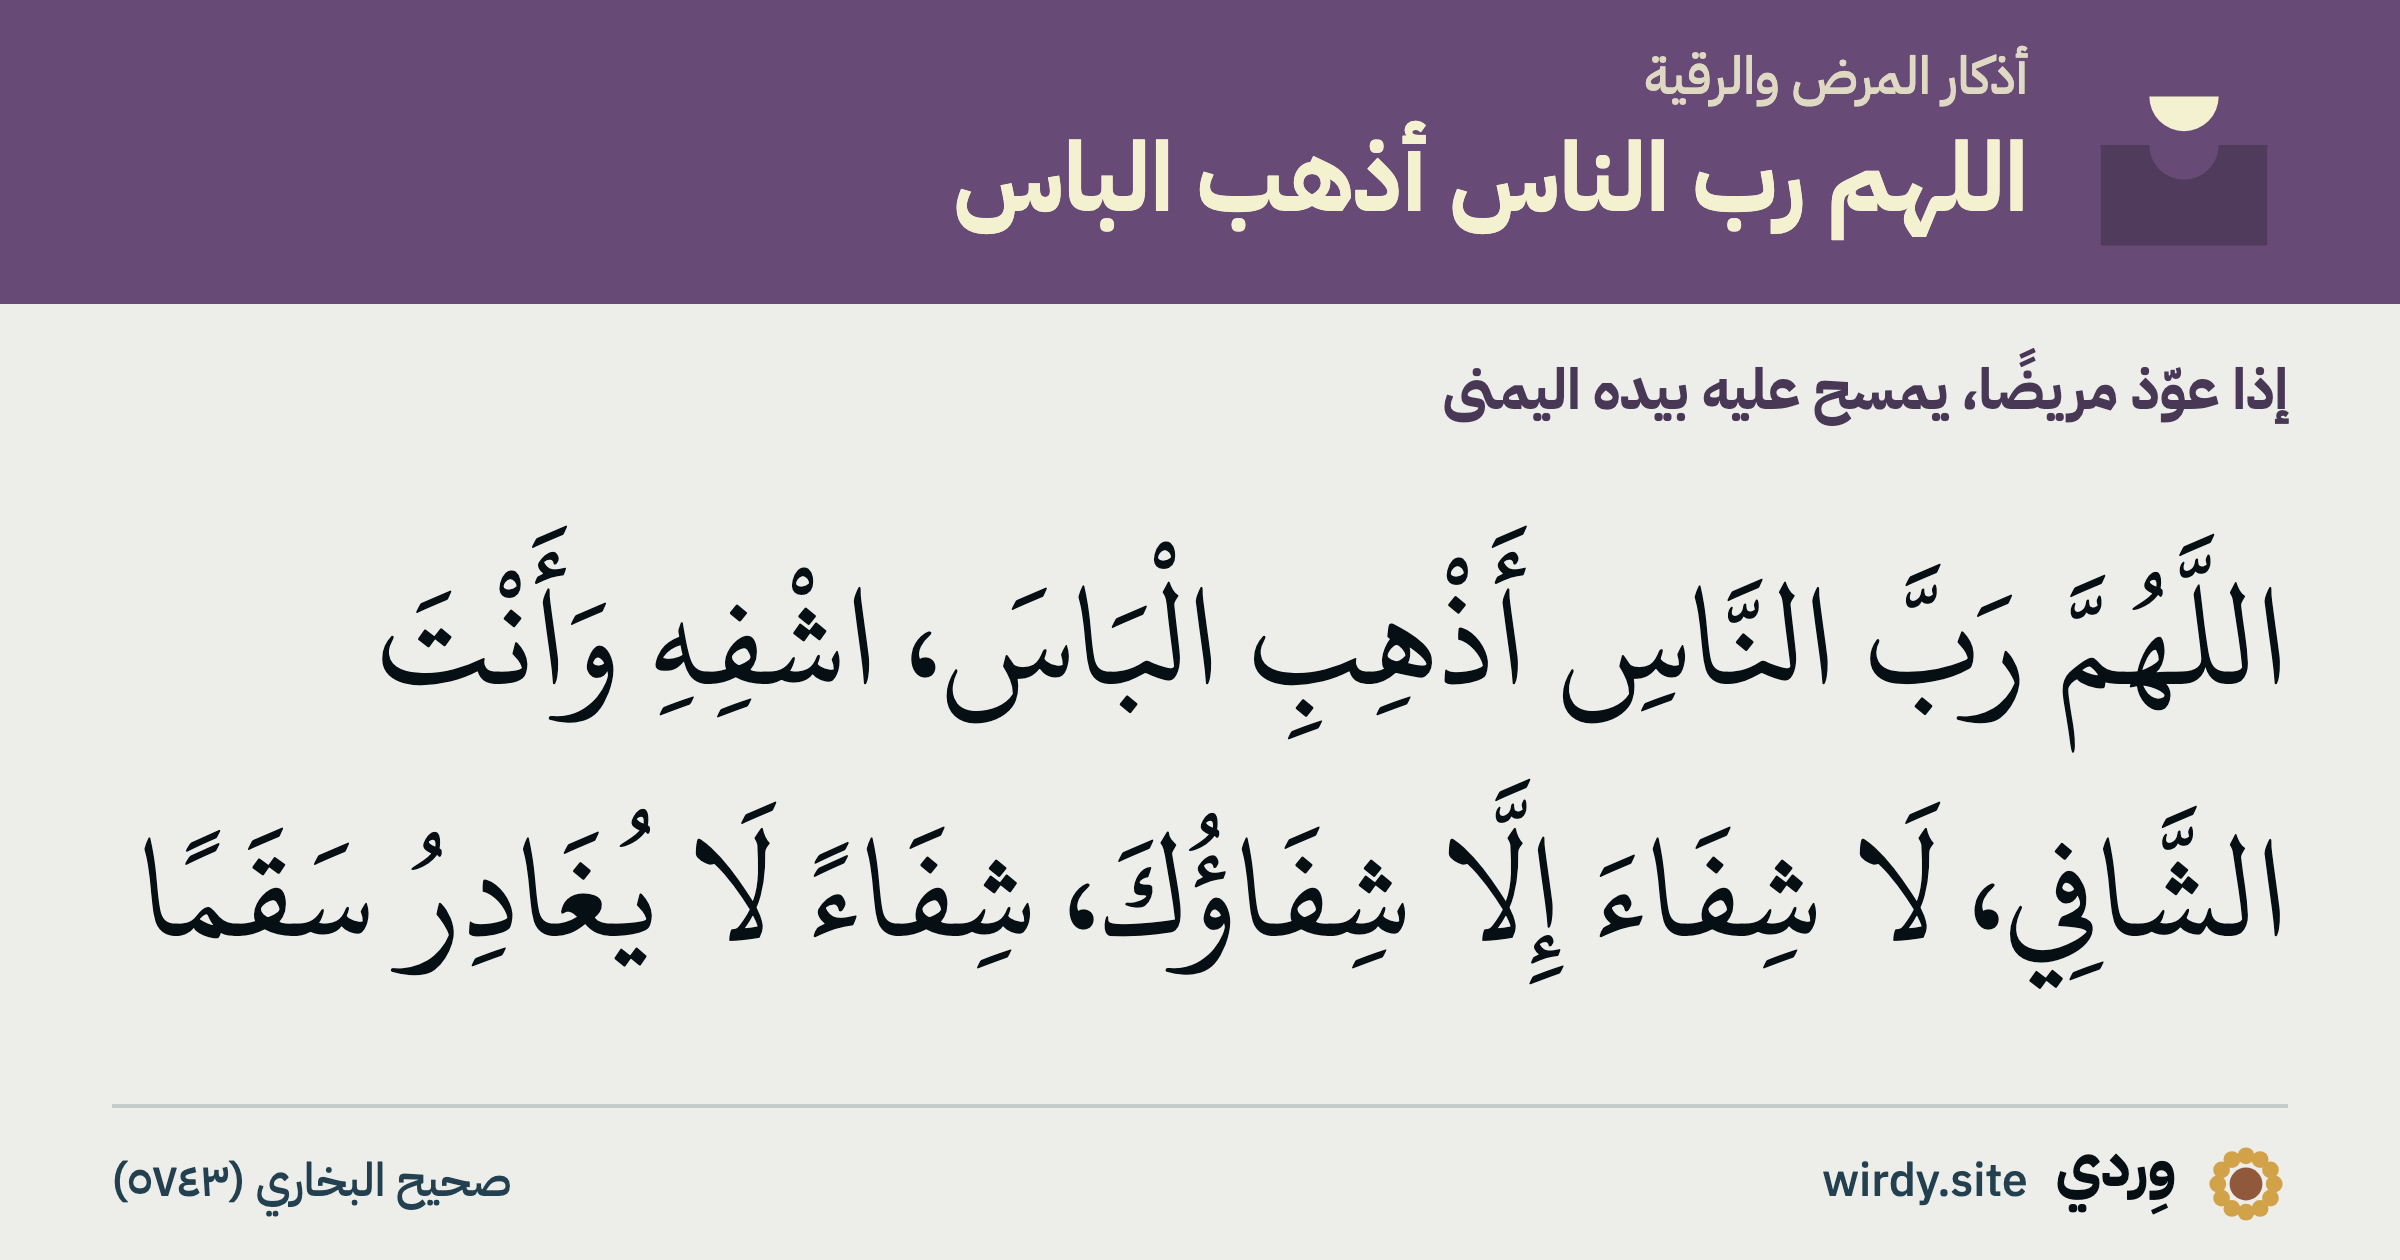 أذكار المرض والرقية
اللهم رب الناس أذهب الباس
إذا عوّذ مريضًا، يمسح عليه بيده اليمنى
اللَّهُمَّ رَبَّ النَّاسِ أَذْهِبِ الْبَاسَ، اشْفِهِ وَأَنْتَ
الشَّافِي، لَا شِفَاءَ إِلَّا شِفَاؤُكَ، شِفَاءً لَا يُغَادِرُ سَقَمًا
وِردي wirdy.site
صحيح البخاري (٥٧٤٣)